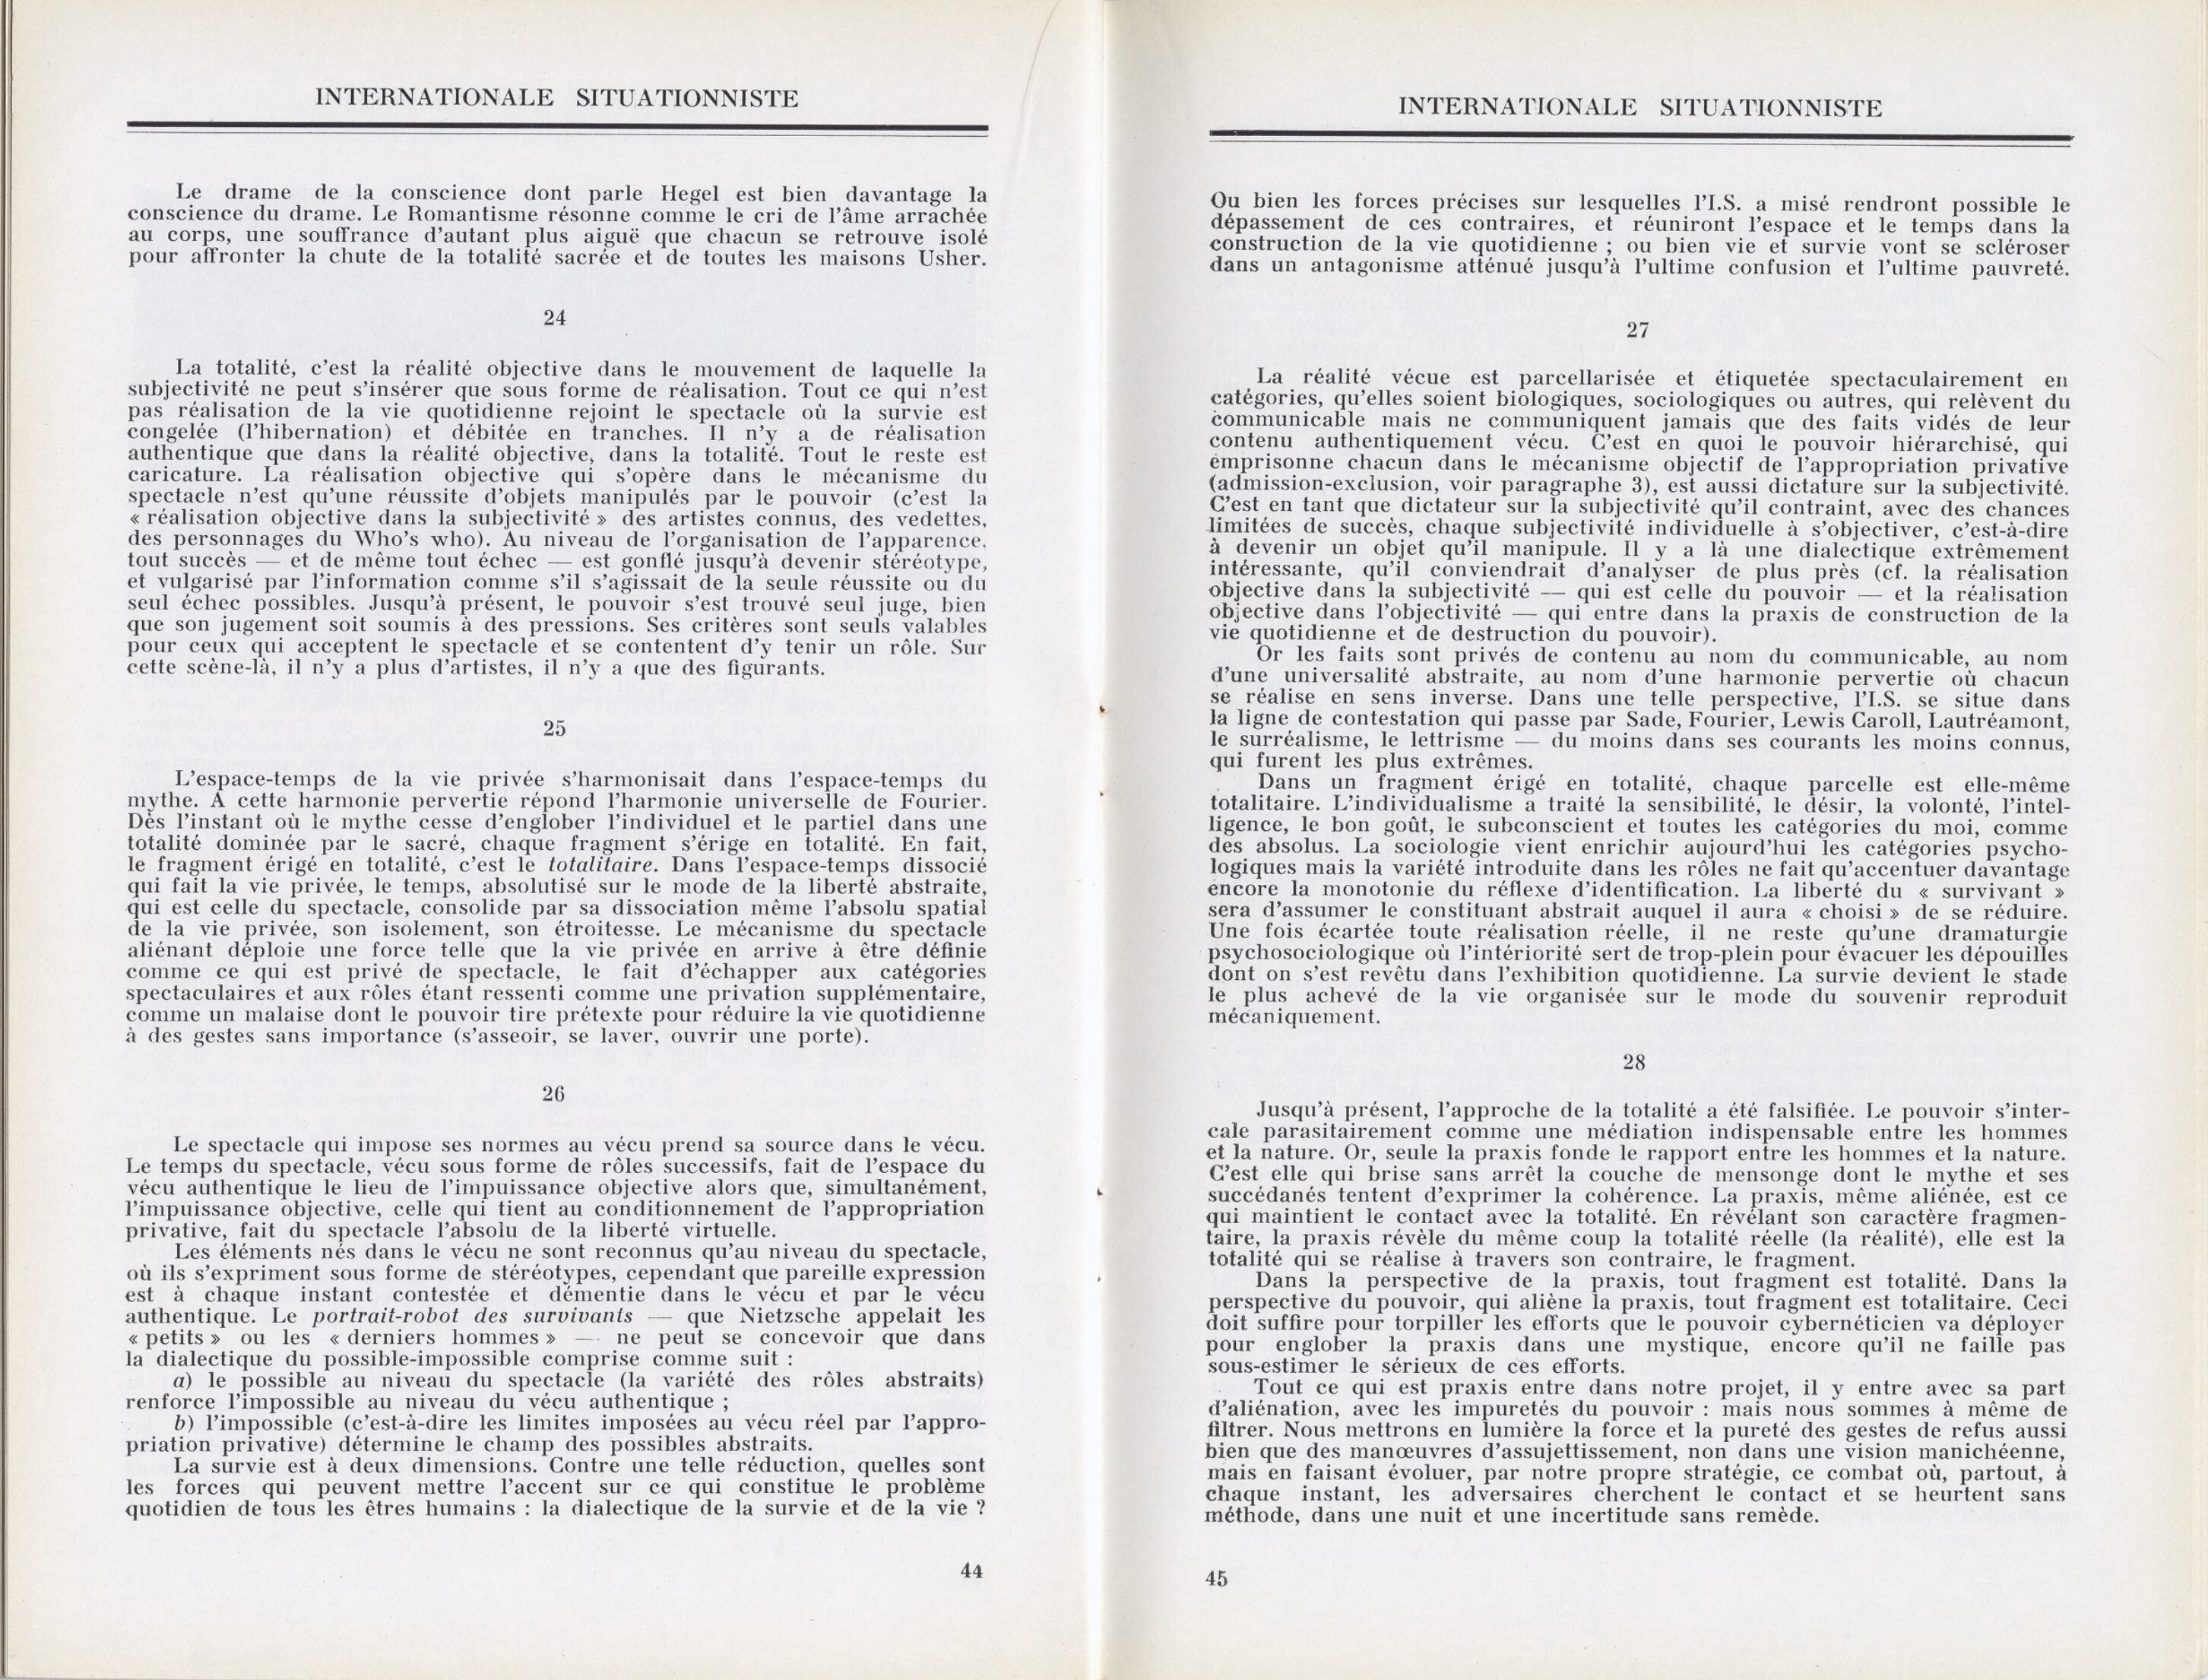 INTERNATIONALE SITUATIONNISTE
Le drame de la conscience dont parle Hegel est bien davantage la
conscience du drame. Le Romantisme résonne comme le cri de l'âme arrachée
au corps, une souffrance d'autant plus aiguë que chacun se retrouve isolé
pour affronter la chute de la totalité sacrée et de toutes les maisons Usher.
24
La totalité, c'est la réalité objective dans le mouvement de laquelle la
subjectivité ne peut s'insérer que sous forme de réalisation. Tout ce qui n'est
pas réalisation de la vie quotidienne rejoint le spectacle où la survie est
congelée (l'hibernation) et débitée en tranches. Il n'y a de réalisation
authentique que dans la réalité objective, dans la totalité. Tout le reste est
caricature. La réalisation objective qui s'opère dans le mécanisme du
spectacle n'est qu'une réussite d'objets manipulés par le pouvoir (c'est la
« réalisation objective dans la subjectivité » des artistes connus, des vedettes,
des personnages du Who's who). Au niveau de l'organisation de l'apparence,
tout succès — et de même tout échec — est gonflé jusqu'à devenir stéréotype,
et vulgarisé par l'information comme s'il s'agissait de la seule réussite ou du
seul échec possibles. Jusqu'à présent, le pouvoir s'est trouvé seul juge, bien
que son jugement soit soumis à des pressions. Ses critères sont seuls valables
pour ceux qui acceptent le spectacle et se contentent d'y tenir un rôle. Sur
cette scène-là, il n'y a plus d'artistes, il n'y a que des figurants.
25
L'espace-temps de la vie privée s'harmonisait dans l'espace-temps du
mythe. A cette harmonie pervertie répond l'harmonie universelle de Fourier.
Dès l'instant où le mythe cesse d'englober l'individuel et le partiel dans une
totalité dominée par le sacré, chaque fragment s'érige en totalité. En fait,
le fragment érigé en totalité, c'est le totalitaire. Dans l'espace-temps dissocié
qui fait la vie privée, le temps, absolutisé sur le mode de la liberté abstraite,
qui est celle du spectacle, consolide par sa dissociation même l'absolu spatial
de la vie privée, son isolement, son étroitesse. Le mécanisme du spectacle
aliénant déploie une force telle que la vie privée en arrive à être définie
comme ce qui est privé de spectacle, le fait d'échapper aux catégories
spectaculaires et aux rôles étant ressenti comme une privation supplémentaire,
comme un malaise dont le pouvoir tire prétexte pour réduire la vie quotidienne
à des gestes sans importance (s'asseoir, se laver, ouvrir une porte).
26
Le spectacle qui impose ses normes au vécu prend sa source dans le vécu.
Le temps du spectacle, vécu sous forme de rôles successifs, fait de l'espace du
vécu authentique le lieu de l'impuissance objective alors que, simultanément,
l'impuissance objective, celle qui tient au conditionnement de l'appropriation
privative, fait du spectacle l'absolu de la liberté virtuelle.
Les éléments nés dans le vécu ne sont reconnus qu'au niveau du spectacle,
où ils s'expriment sous forme de stéréotypes, cependant que pareille expression
est à chaque instant contestée et démentie dans le vécu et par le vécu
authentique. Le portrait-robot des survivants — que Nietzsche appelait les
« petits » ou les « derniers hommes » — ne peut se concevoir que dans
la dialectique du possible-impossible comprise comme suit :
a) le possible au niveau du spectacle (la variété des rôles abstraits)
renforce l'impossible au niveau du vécu authentique ;
b) l'impossible (c'est-à-dire les limites imposées au vécu réel par l'appro-
priation privative) détermine le champ des possibles abstraits.
La survie est à deux dimensions. Contre une telle réduction, quelles sont
les forces qui peuvent mettre l'accent sur ce qui constitue le problème
quotidien de tous les êtres humains : la dialectique de la survie et de la vie ?
44
INTERNATIONALE SITUATIONNISTE
Ou bien les forces précises sur lesquelles l'I.S. a misé rendront possible le
dépassement de ces contraires, et réuniront l'espace et le temps dans la
construction de la vie quotidienne ; ou bien vie et survie vont se scléroser
dans un antagonisme atténué jusqu'à l'ultime confusion et l'ultime pauvreté.
27
La réalité vécue est parcellarisée et étiquetée spectaculairement en
catégories, qu'elles soient biologiques, sociologiques ou autres, qui relèvent du
communicable mais ne communiquent jamais que des faits vidés de leur
contenu authentiquement vécu. C'est en quoi le pouvoir hiérarchisé, qui
emprisonne chacun dans le mécanisme objectif de l'appropriation privative
(admission-exclusion, voir paragraphe 3), est aussi dictature sur la subjectivité.
C'est en tant que dictateur sur la subjectivité qu'il contraint, avec des chances
limitées de succès, chaque subjectivité individuelle à s'objectiver, c'est-à-dire
à devenir un objet qu'il manipule. Il y a là une dialectique extrêmement
intéressante, qu'il conviendrait d'analyser de plus près (cf. la réalisation
objective dans la subjectivité — qui est celle du pouvoir — et la réalisation
objective dans l'objectivité — qui entre dans la praxis de construction de la
vie quotidienne et de destruction du pouvoir).
Or les faits sont privés de contenu au nom du communicable, au nom
d'une universalité abstraite, au nom d'une harmonie pervertie où chacun
se réalise en sens inverse. Dans une telle perspective, l'I.S. se situe dans
la ligne de contestation qui passe par Sade, Fourier, Lewis Caroll, Lautréamont,
le surréalisme, le lettrisme — du moins dans ses courants les moins connus,
qui furent les plus extrêmes.
Dans un fragment érigé en totalité, chaque parcelle est elle-même
totalitaire. L'individualisme a traité la sensibilité, le désir, la volonté, l'intel-
ligence, le bon goût, le subconscient et toutes les catégories du moi, comme
des absolus. La sociologie vient enrichir aujourd'hui les catégories psycho-
logiques mais la variété introduite dans les rôles ne fait qu'accentuer davantage
encore la monotonie du réflexe d'identification. La liberté du « survivant »
sera d'assumer le constituant abstrait auquel il aura « choisi » de se réduire.
Une fois écartée toute réalisation réelle, il ne reste qu'une dramaturgie
psychosociologique où l'intériorité sert de trop-plein pour évacuer les dépouilles
dont on s'est revêtu dans l'exhibition quotidienne. La survie devient le stade
le plus achevé de la vie organisée sur le mode du souvenir reproduit
mécaniquement.
28
Jusqu'à présent, l'approche de la totalité a été falsifiée. Le pouvoir s'inter-
cale parasitairement comme une médiation indispensable entre les hommes
et la nature. Or, seule la praxis fonde le rapport entre les hommes et la nature.
C'est elle qui brise sans arrêt la couche de mensonge dont le mythe et ses
succédanés tentent d'exprimer la cohérence. La praxis, même aliénée, est ce
qui maintient le contact avec la totalité. En révélant son caractère fragmen-
taire, la praxis révèle du même coup la totalité réelle (la réalité), elle est la
totalité qui se réalise à travers son contraire, le fragment.
Dans la perspective de la praxis, tout fragment est totalité. Dans la
perspective du pouvoir, qui aliène la praxis, tout fragment est totalitaire. Ceci
doit suffire pour torpiller les efforts que le pouvoir cybernéticien va déployer
pour englober la praxis dans une mystique, encore qu'il ne faille pas
sous-estimer le sérieux de ces efforts.
Tout ce qui est praxis entre dans notre projet, il y entre avec sa part
d'aliénation, avec les impuretés du pouvoir : mais nous sommes à même de
filtrer. Nous mettrons en lumière la force et la pureté des gestes de refus aussi
bien que des manœuvres d'assujettissement, non dans une vision manichéenne,
mais en faisant évoluer, par notre propre stratégie, ce combat où, partout, à
chaque instant, les adversaires cherchent le contact et se heurtent sans
méthode, dans une nuit et une incertitude sans remède.
45